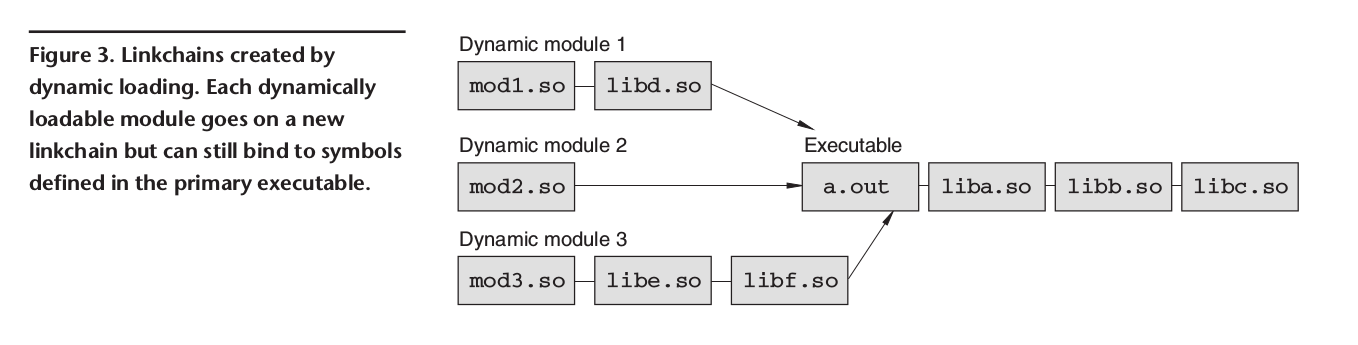 Figure 3. Linkchains created by
dynamic loading. Each dynamically
loadable module goes on a new
linkchain but can still bind to symbols
defined in the primary executable.
Dynamic module 1
mod1.so libd.so
Dynamic module 2
Executable
mod2.so a.out liba.so libb.so libc.so
Dynamic module 3
mod3.so libe.so libf.so